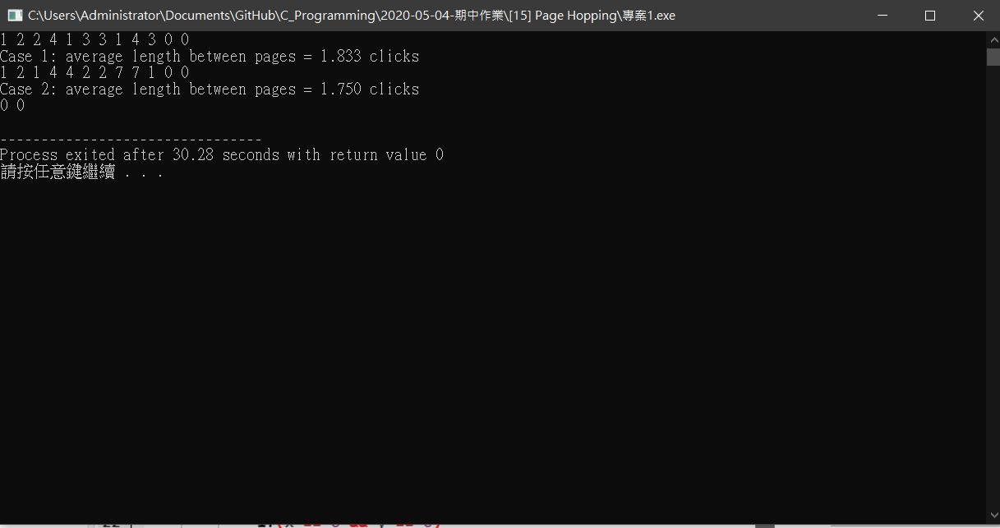 C:\Users\Administrator\Documents\GitHub\C_Programming\2020-05-04-期中作業\[15] Page Hopping\專案1.exe
1 2 2 4 1 3 3 1 4 3 0 0
Case 1: average length between pages = 1.833 clicks
1 2 1 4 4 2 2 7 7 1 0 0
Case 2: average length between pages = 1.750 clicks
0 0
--------------------------------
Process exited after 30.28 seconds with return value 0
請按任意鍵繼續 . . .